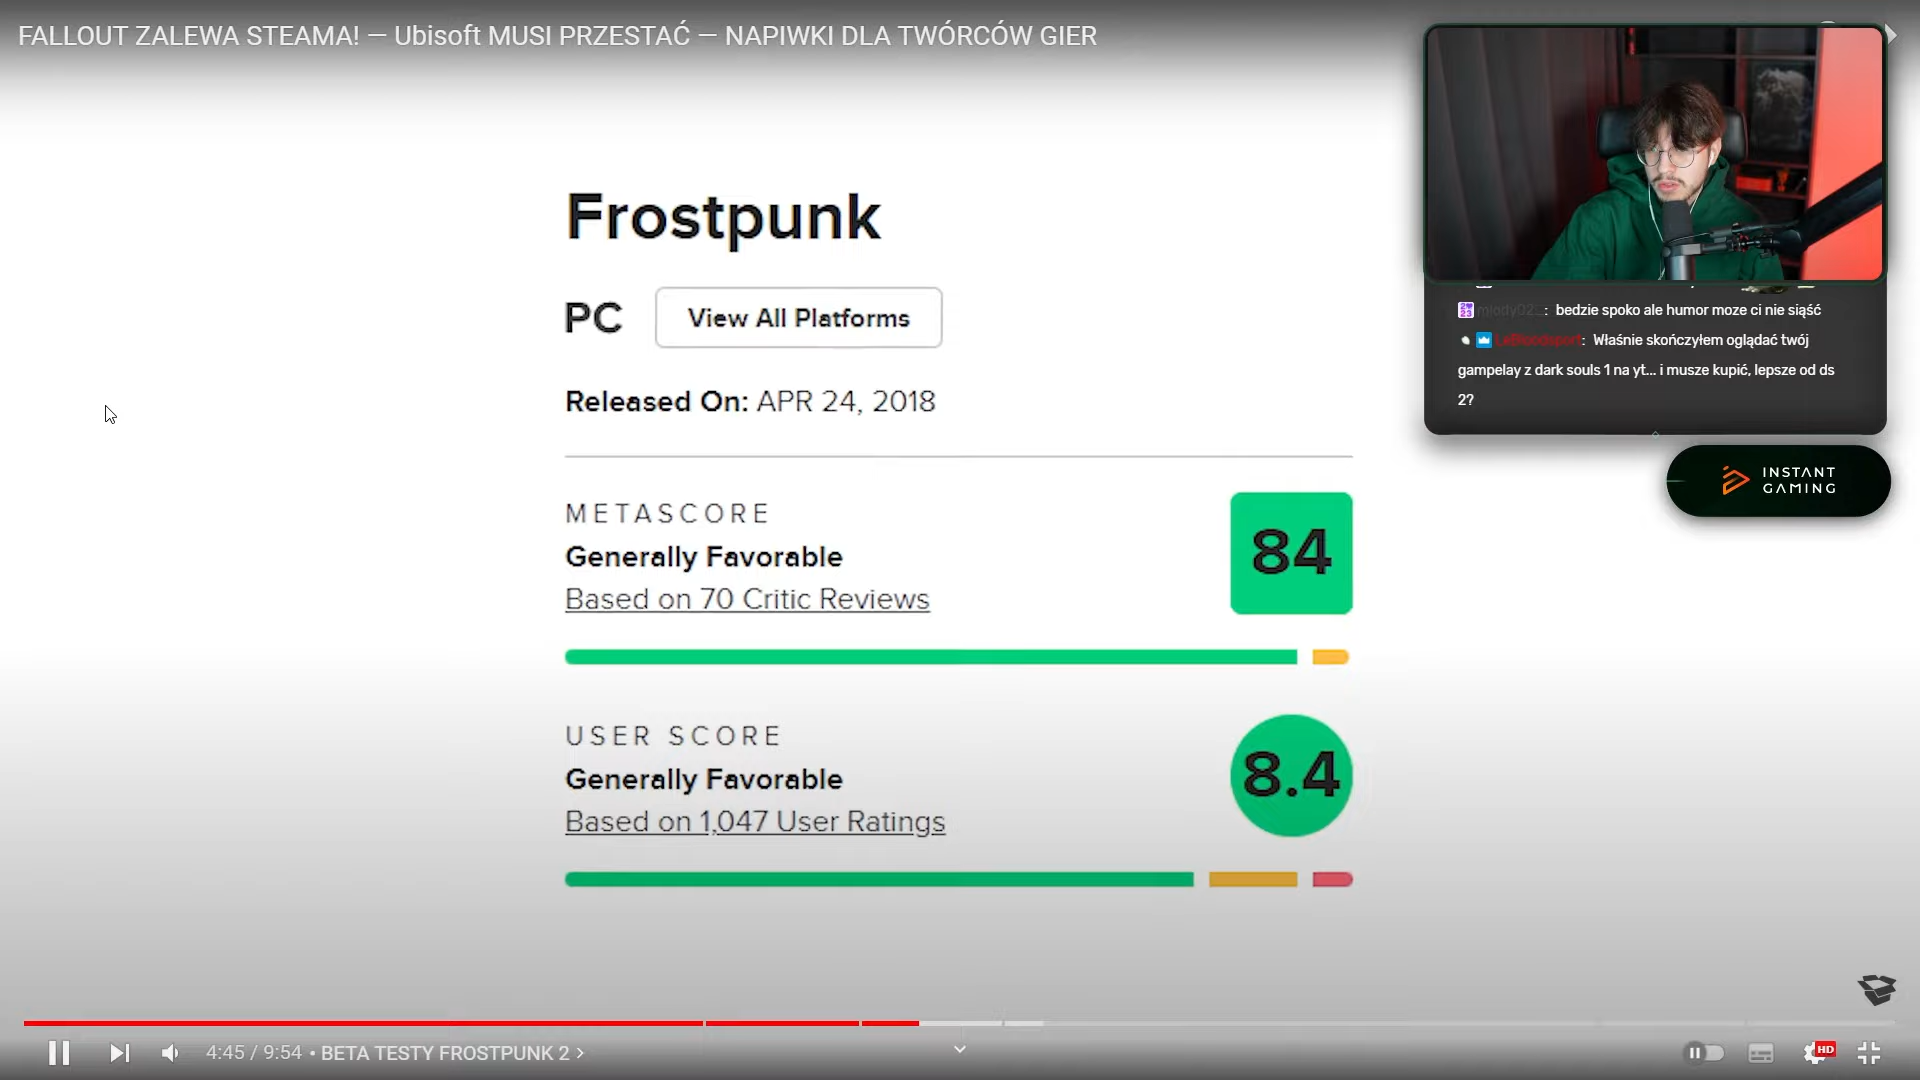 FALLOUT ZALEWA STEAMA! — Ubisoft MUSI PRZESTAĆ — NAPIWKI DLA TWÓRCÓW GIER
Frostpunk
PC
View All Platforms
Released On: APR 24, 2018
METASCORE
Generally Favorable
Based on 70 Critic Reviews
84
USER SCORE
Generally Favorable
Based on 1,047 User Ratings
8.4
: bedzie spoko ale humor moze ci nie siąść
LeBloodsport: Właśnie skończyłem oglądać twój
gampelay z dark souls 1 na yt... i musze kupić, lepsze od ds
2?
INSTANT
GAMING
4:45 / 9:54 • BETA TESTY FROSTPUNK 2 >
HD